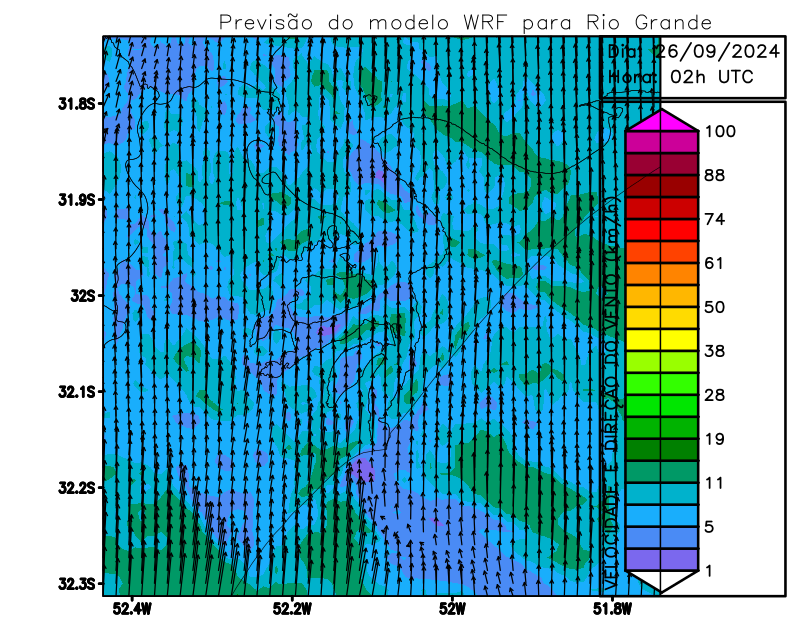 Previsão do modelo WRF para Rio Grande
Dia: 26/09/2024
Hora: 02h UTC
31.8S
31.9S
32S
32.1S
32.2S
32.3S
52.4W
52.2W
52W
51.8W
VELOCIDADE E DIREÇÃO DO VENTO (km/h)
100
88
74
61
50
38
28
19
11
5
1